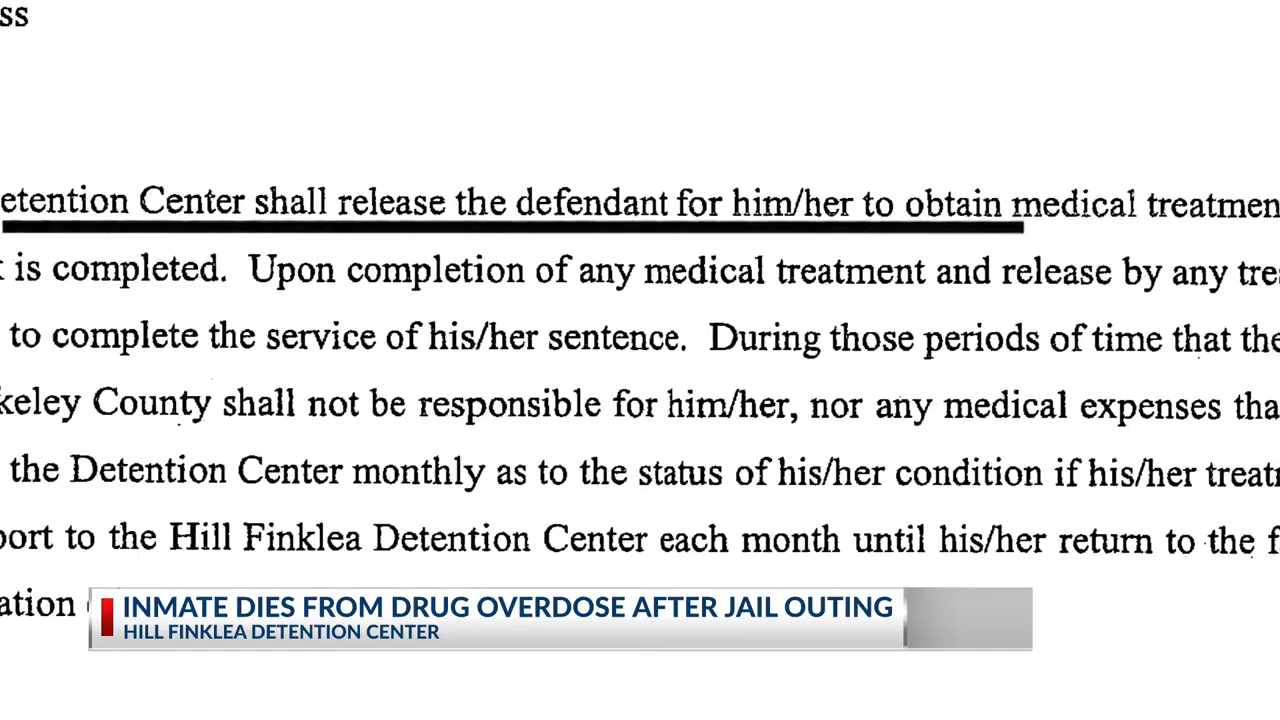 ss
etention Center shall release the defendant for him/her to obtain medical treatmen
is completed. Upon completion of any medical treatment and release by any tre
to complete the service of his/her sentence. During those periods of time that the
keley County shall not be responsible for him/her, nor any medical expenses tha
the Detention Center monthly as to the status of his/her condition if his/her treat
ort to the Hill Finklea Detention Center each month until his/her return to the f
ation
INMATE DIES FROM DRUG OVERDOSE AFTER JAIL OUTING
HILL FINKLEA DETENTION CENTER